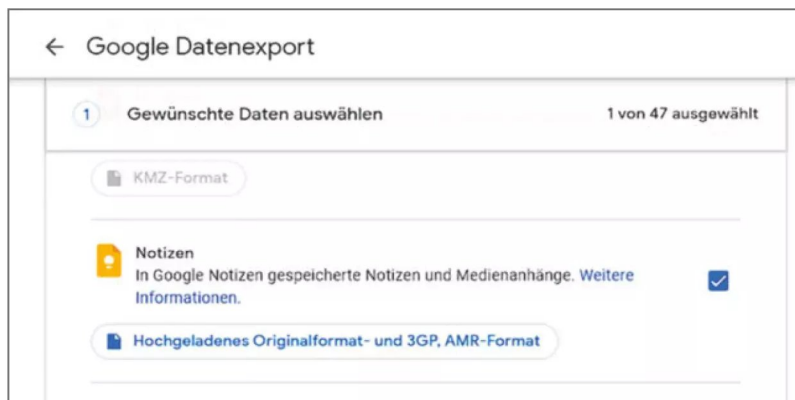 Google Datenexport
1 Gewünschte Daten auswählen 1 von 47 ausgewählt
KMZ-Format
Notizen
In Google Notizen gespeicherte Notizen und Medienanhänge. Weitere
Informationen.
Hochgeladenes Originalformat- und 3GP, AMR-Format